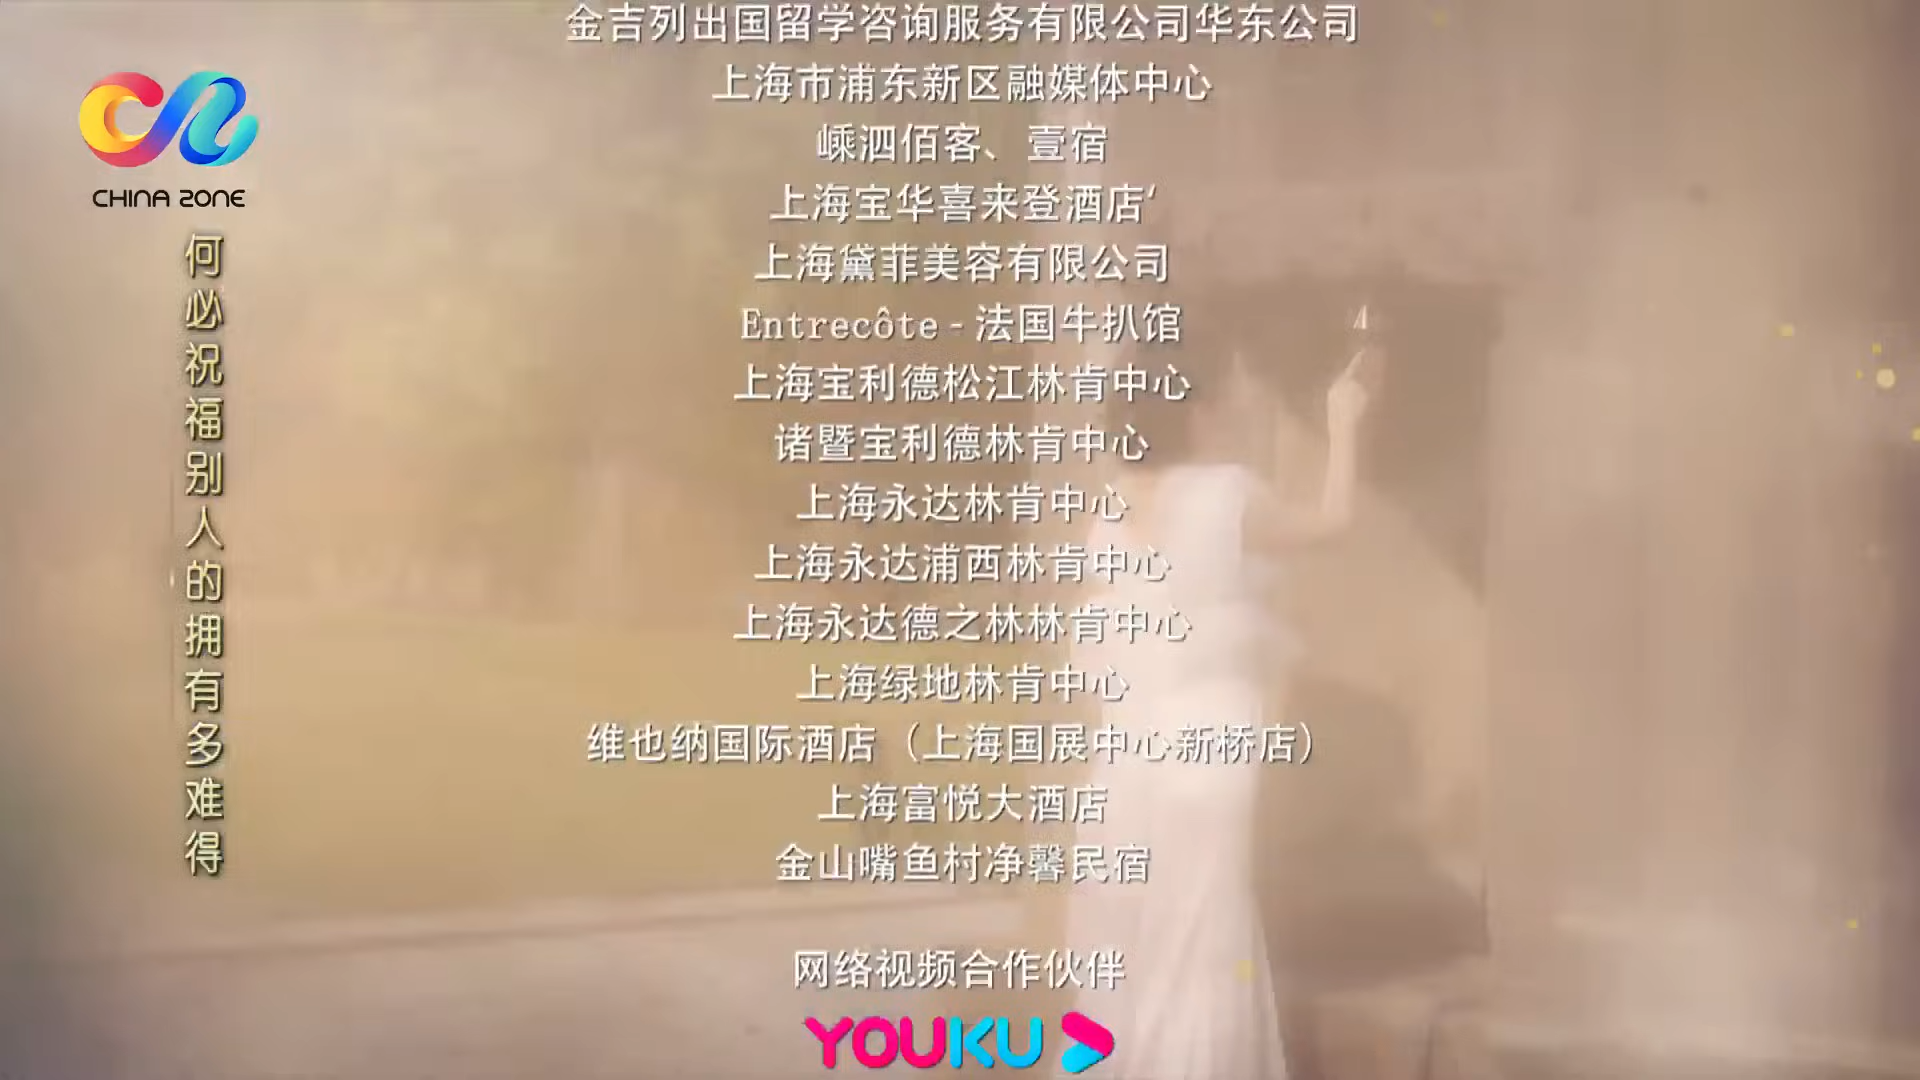 金吉列出国留学咨询服务有限公司华东公司
上海市浦东新区融媒体中心
嵊泗佰客、壹宿
上海宝华喜来登酒店'
上海黛菲美容有限公司
Entrecôte - 法国牛扒馆
上海宝利德松江林肯中心
诸暨宝利德林肯中心
上海永达林肯中心
上海永达浦西林肯中心
上海永达德之林林肯中心
上海绿地林肯中心
维也纳国际酒店（上海国展中心新桥店）
上海富悦大酒店
金山嘴鱼村净馨民宿
网络视频合作伙伴
YOUKU
CHINA ZONE
何必祝福别人的拥有多难得